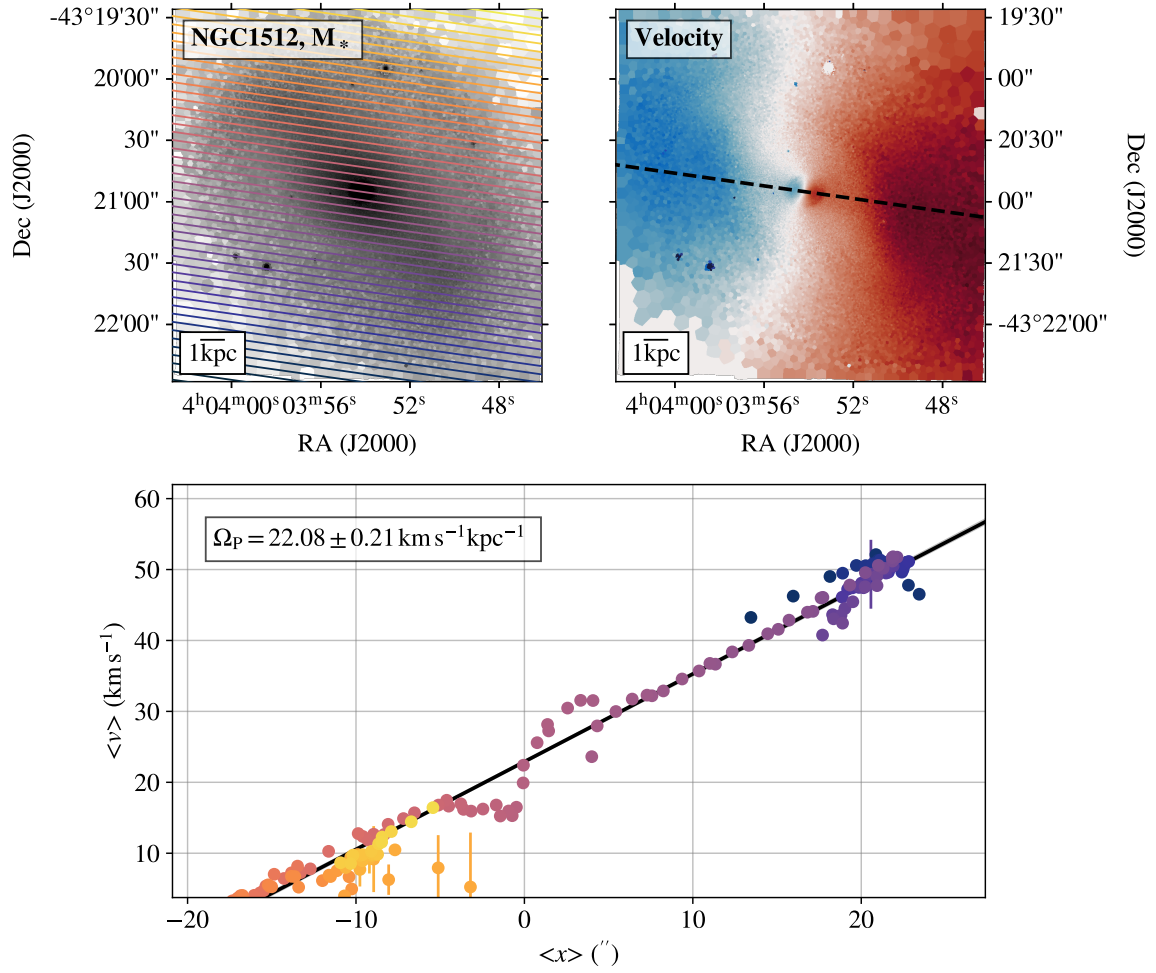 NGC1512, M*
-43°19'30"
20'00"
30"
21'00"
30"
22'00"
Dec (J2000)
1kpc
4h04m00s 03m56s 52s 48s
RA (J2000)
Velocity
19'30"
00"
20'30"
00"
21'30"
-43°22'00"
Dec (J2000)
1kpc
4h04m00s 03m56s 52s 48s
RA (J2000)
ΩP = 22.08 ± 0.21 km s−1 kpc−1
60
50
40
30
20
10
<v> (km s−1)
−20 −10 0 10 20
<x> (′′)